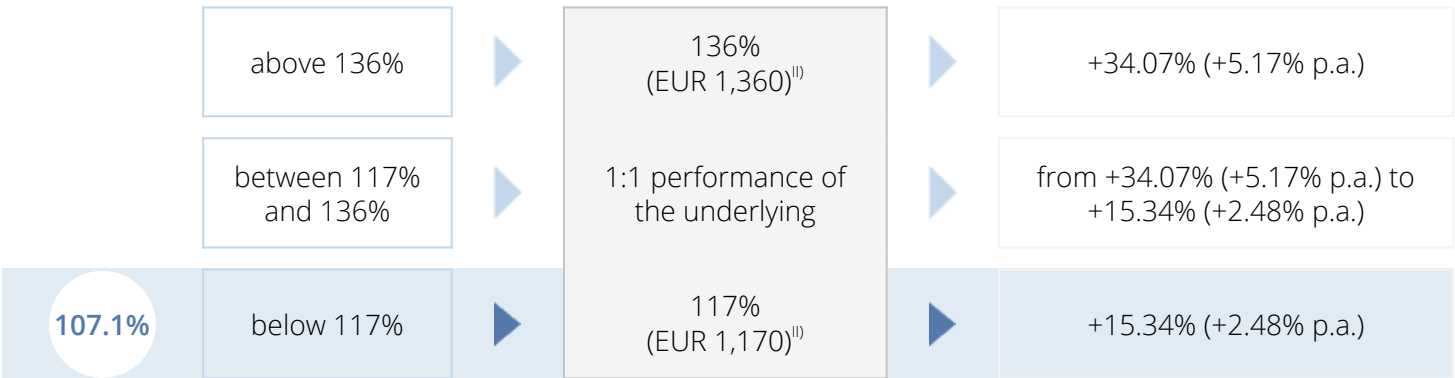 above 136%
136%
(EUR 1,360)II)
+34.07% (+5.17% p.a.)
between 117%
and 136%
1:1 performance of
the underlying
from +34.07% (+5.17% p.a.) to
+15.34% (+2.48% p.a.)
107.1%
below 117%
117%
(EUR 1,170)II)
+15.34% (+2.48% p.a.)